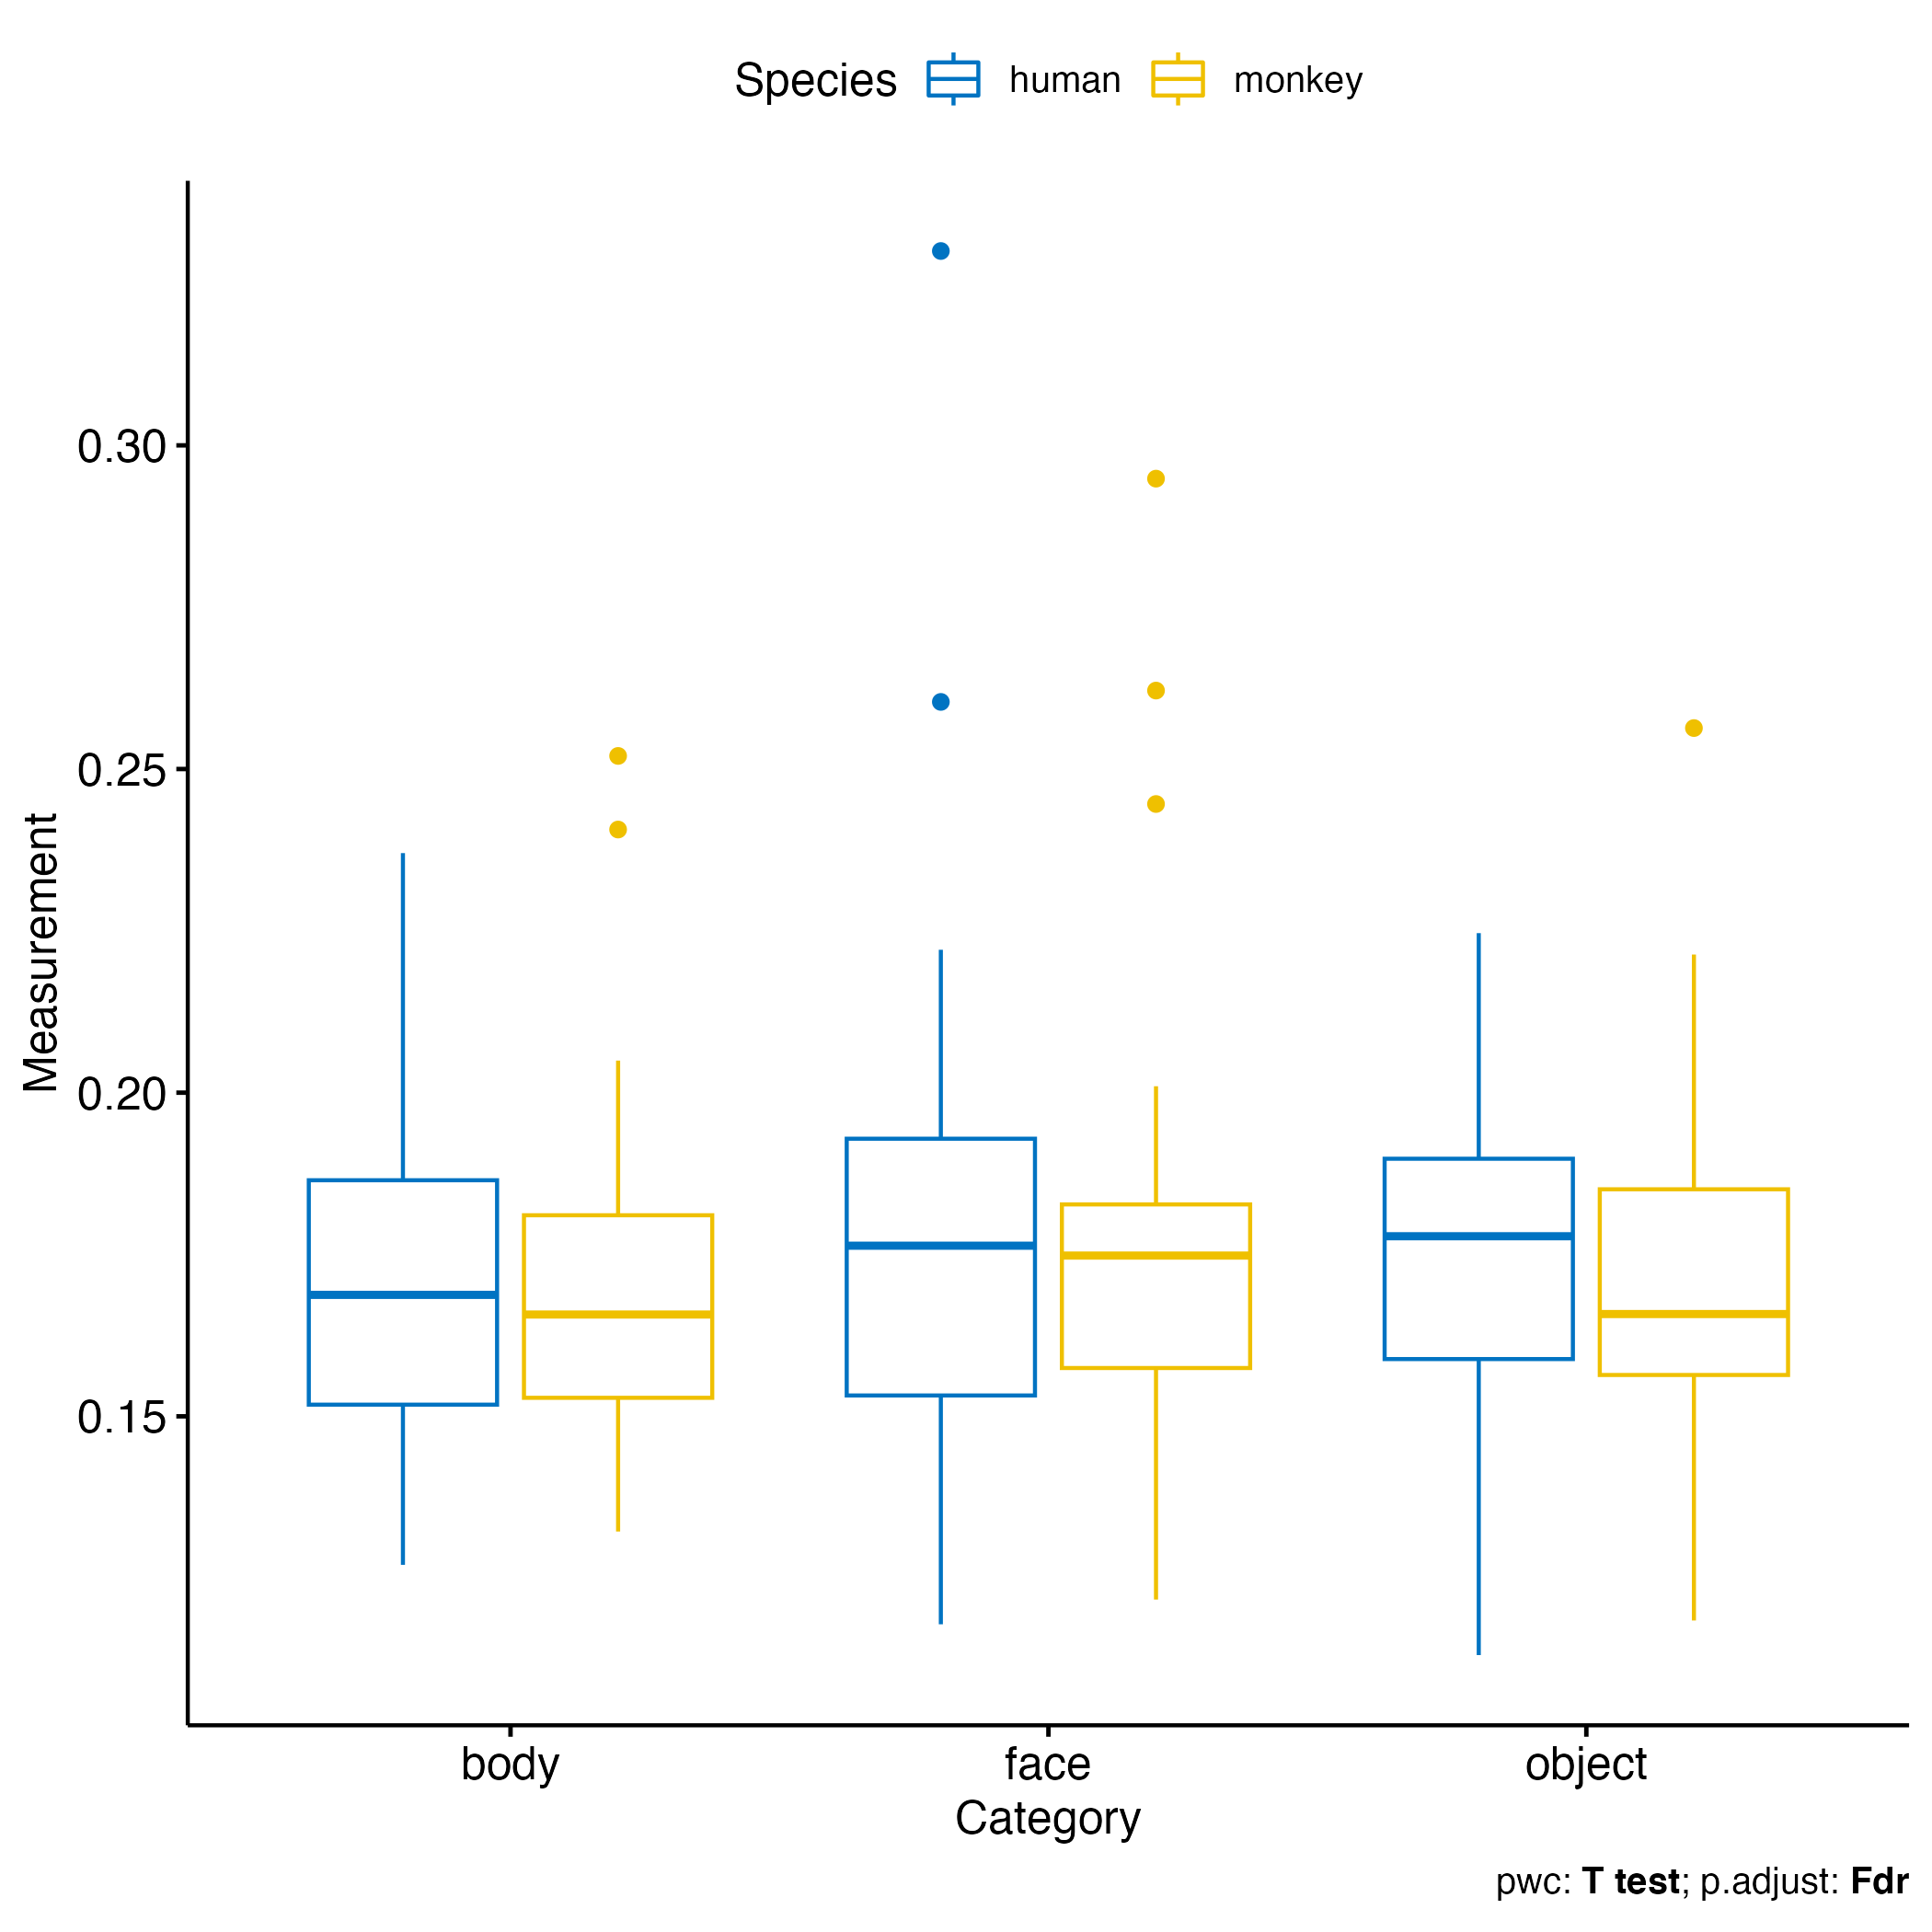 Species human monkey
0.30
0.25
0.20
0.15
Measurement
body face object
Category
pwc: T test; p.adjust: Fdr